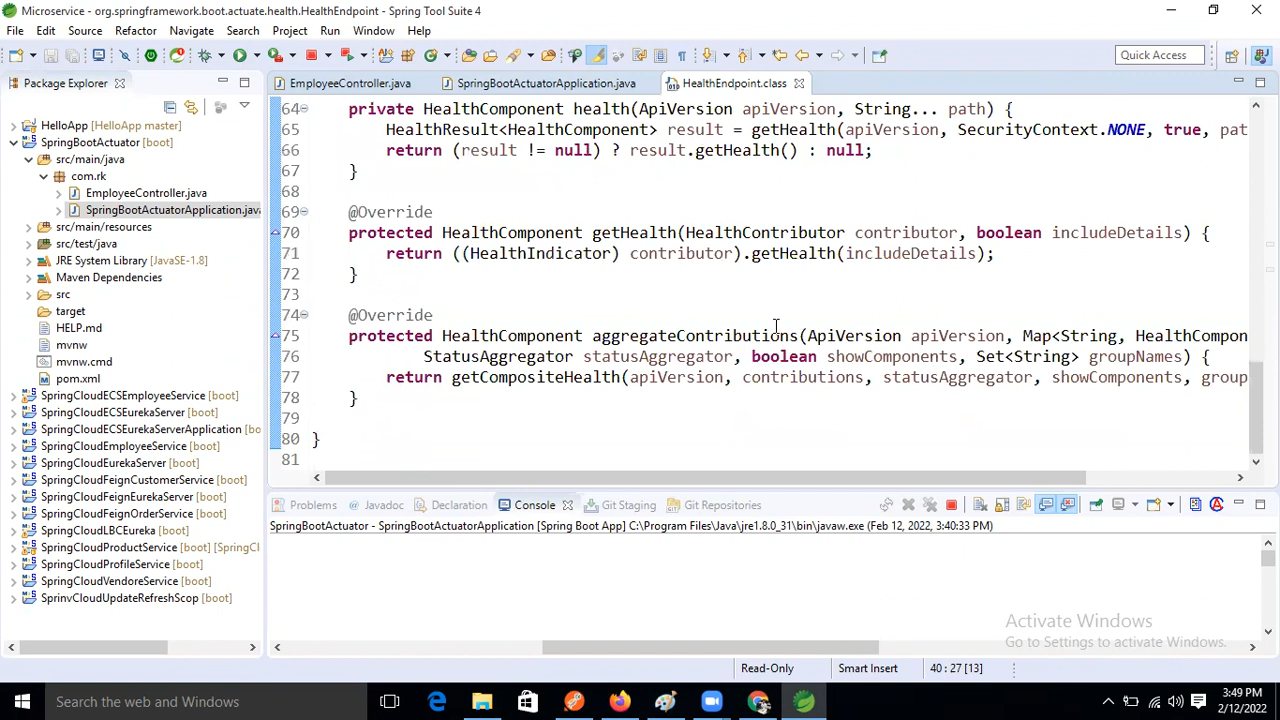 Microservice - org.springframework.boot.actuate.health.HealthEndpoint - Spring Tool Suite 4
File Edit Source Refactor Navigate Search Project Run Window Help
Quick Access
Package Explorer
EmployeeController.java SpringBootActuatorApplication.java HealthEndpoint.class
HelloApp [HelloApp master]
SpringBootActuator [boot]
src/main/java
com.rk
EmployeeController.java
SpringBootActuatorApplication.java
src/main/resources
src/test/java
JRE System Library [JavaSE-1.8]
Maven Dependencies
src
target
HELP.md
mvnw
mvnw.cmd
pom.xml
SpringCloudECSEmployeeService [boot]
SpringCloudECSEurekaServer [boot]
SpringCloudECSEurekaServerApplication [bo
SpringCloudEmployeeService [boot]
SpringCloudEurekaServer [boot]
SpringCloudFeignCustomerService [boot]
SpringCloudFeignEurekaServer [boot]
SpringCloudFeignOrderService [boot]
SpringCloudLBCEureka [boot]
SpringCloudProductService [boot] [SpringCl
SpringCloudProfileService [boot]
SpringCloudVendoreService [boot]
SprinvCloudUpdateRefreshScop [boot]
64 private HealthComponent health(ApiVersion apiVersion, String... path) {
65 HealthResult<HealthComponent> result = getHealth(apiVersion, SecurityContext.NONE, true, pat
66 return (result != null) ? result.getHealth() : null;
67 }
68
69 @Override
70 protected HealthComponent getHealth(HealthContributor contributor, boolean includeDetails) {
71 return ((HealthIndicator) contributor).getHealth(includeDetails);
72 }
73
74 @Override
75 protected HealthComponent aggregateContributions(ApiVersion apiVersion, Map<String, HealthCompon
76 StatusAggregator statusAggregator, boolean showComponents, Set<String> groupNames) {
77 return getCompositeHealth(apiVersion, contributions, statusAggregator, showComponents, group
78 }
79
80 }
81
Problems Javadoc Declaration Console Git Staging Git Repositories
SpringBootActuator - SpringBootActuatorApplication [Spring Boot App] C:\Program Files\Java\jre1.8.0_31\bin\javaw.exe (Feb 12, 2022, 3:40:33 PM)
Activate Windows
Go to Settings to activate Windows.
Read-Only Smart Insert 40 : 27 [13]
Search the web and Windows
3:49 PM
2/12/2022